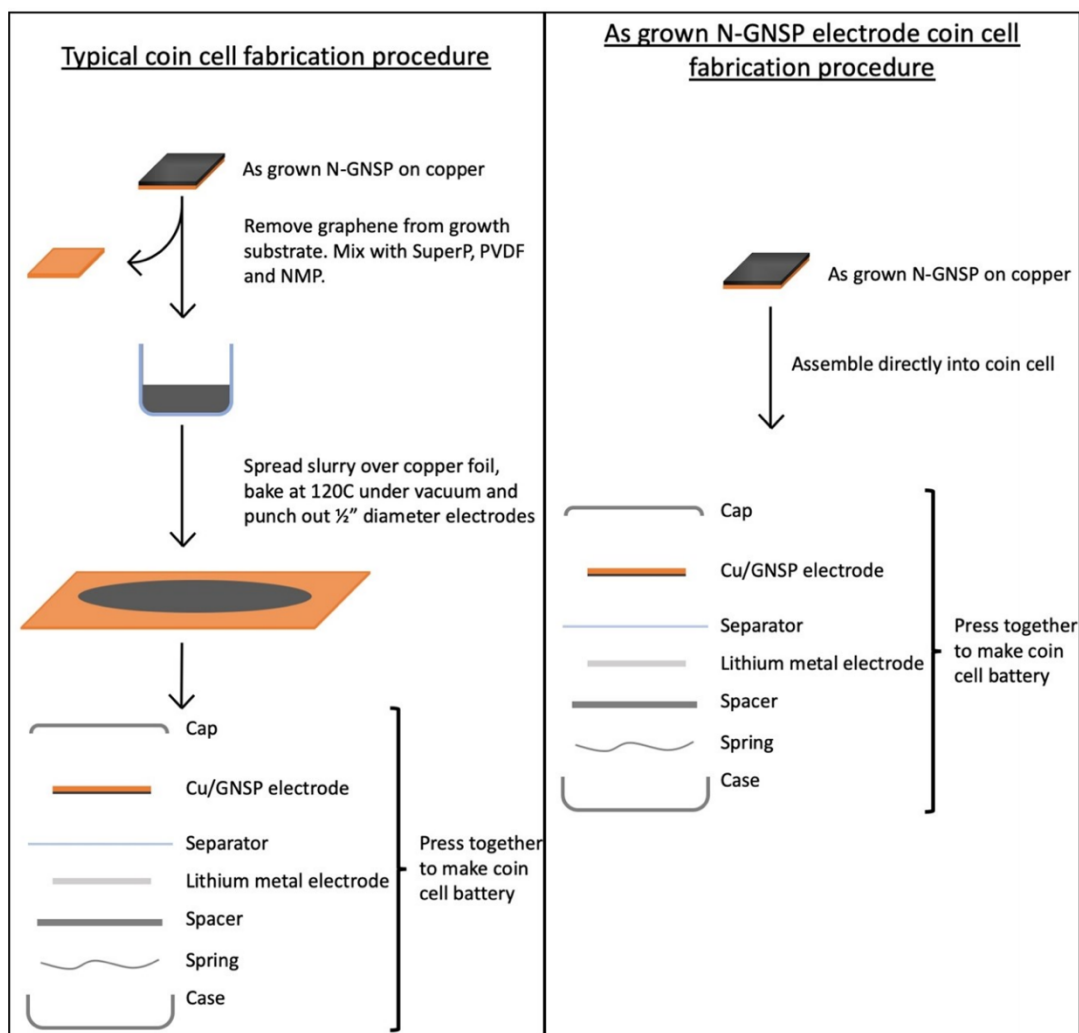 Typical coin cell fabrication procedure
As grown N-GNSP on copper
Remove graphene from growth
substrate. Mix with SuperP, PVDF
and NMP.
Spread slurry over copper foil,
bake at 120C under vacuum and
punch out ½” diameter electrodes
Cap
Cu/GNSP electrode
Separator
Lithium metal electrode
Spacer
Spring
Case
Press together
to make coin
cell battery
As grown N-GNSP electrode coin cell
fabrication procedure
As grown N-GNSP on copper
Assemble directly into coin cell
Cap
Cu/GNSP electrode
Separator
Lithium metal electrode
Spacer
Spring
Case
Press together
to make coin
cell battery